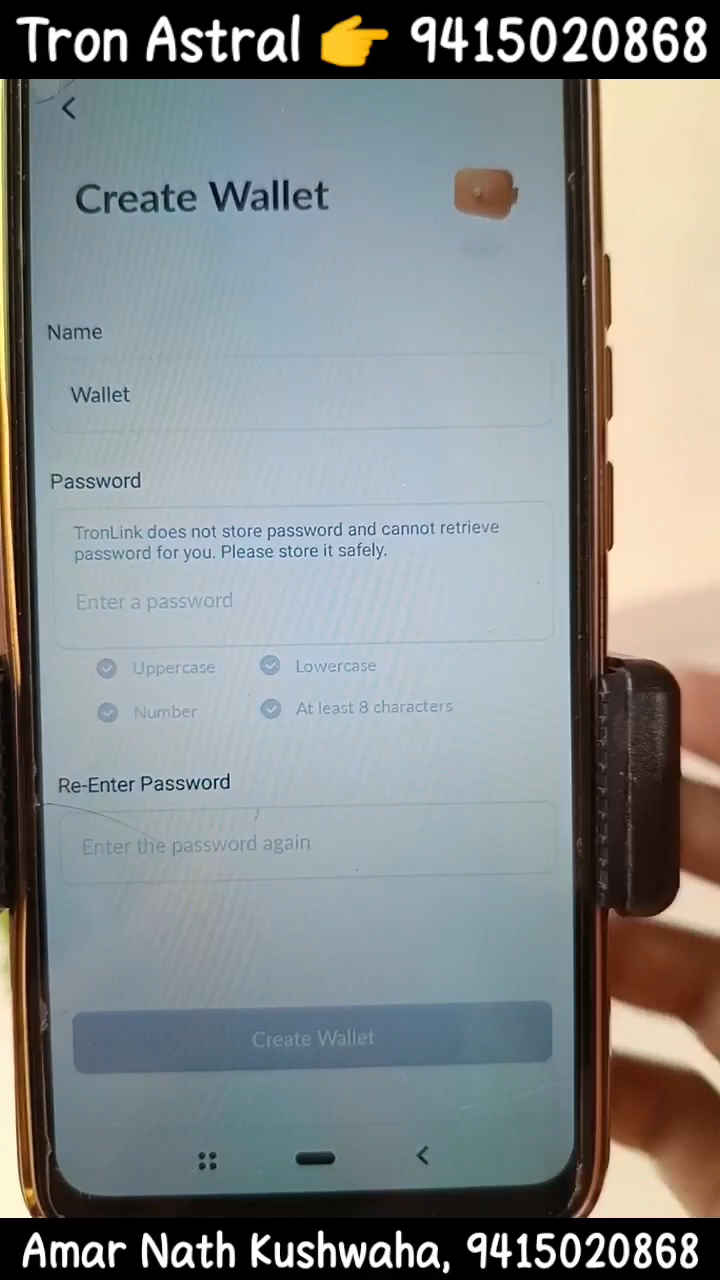 Tron Astral 👉 9415020868
Create Wallet
Name
Wallet
Password
TronLink does not store password and cannot retrieve
password for you. Please store it safely.
Enter a password
Uppercase Lowercase
Number At least 8 characters
Re-Enter Password
Enter the password again
Create Wallet
Amar Nath Kushwaha, 9415020868